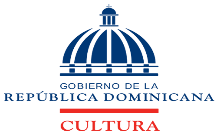 GOBIERNO DE LA
REPÚBLICA DOMINICANA
CULTURA